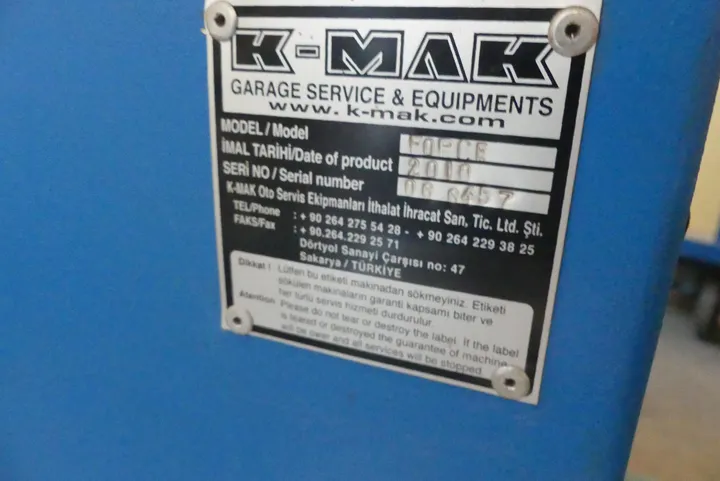 K-MAK
GARAGE SERVICE & EQUIPMENTS
www.k-mak.com
MODEL/Model FORCE
İMAL TARİHİ/Date of product 2010
SERİ NO/Serial number
K-MAK Oto Servis Ekipmanları İthalat İhracat San, Tic. Ltd. Şti.
TEL/Phone : +90 264 275 54 28 - +90 264 229 38 25
FAKS/Fax : +90.264.229 25 71
Dörtyol Sanayi Çarşısı no: 47
Sakarya / TÜRKİYE
Dikkat ! Lütfen bu etiketi makinadan sökmeyiniz. Etiketi
sökülen makinaların garanti kapsamı biter ve
her türlü servis hizmeti durdurulur.
Attention Please do not tear or destroy the label. If the label
is teared or destroyed the guarantee of machine
will be ower and all services will be stopped